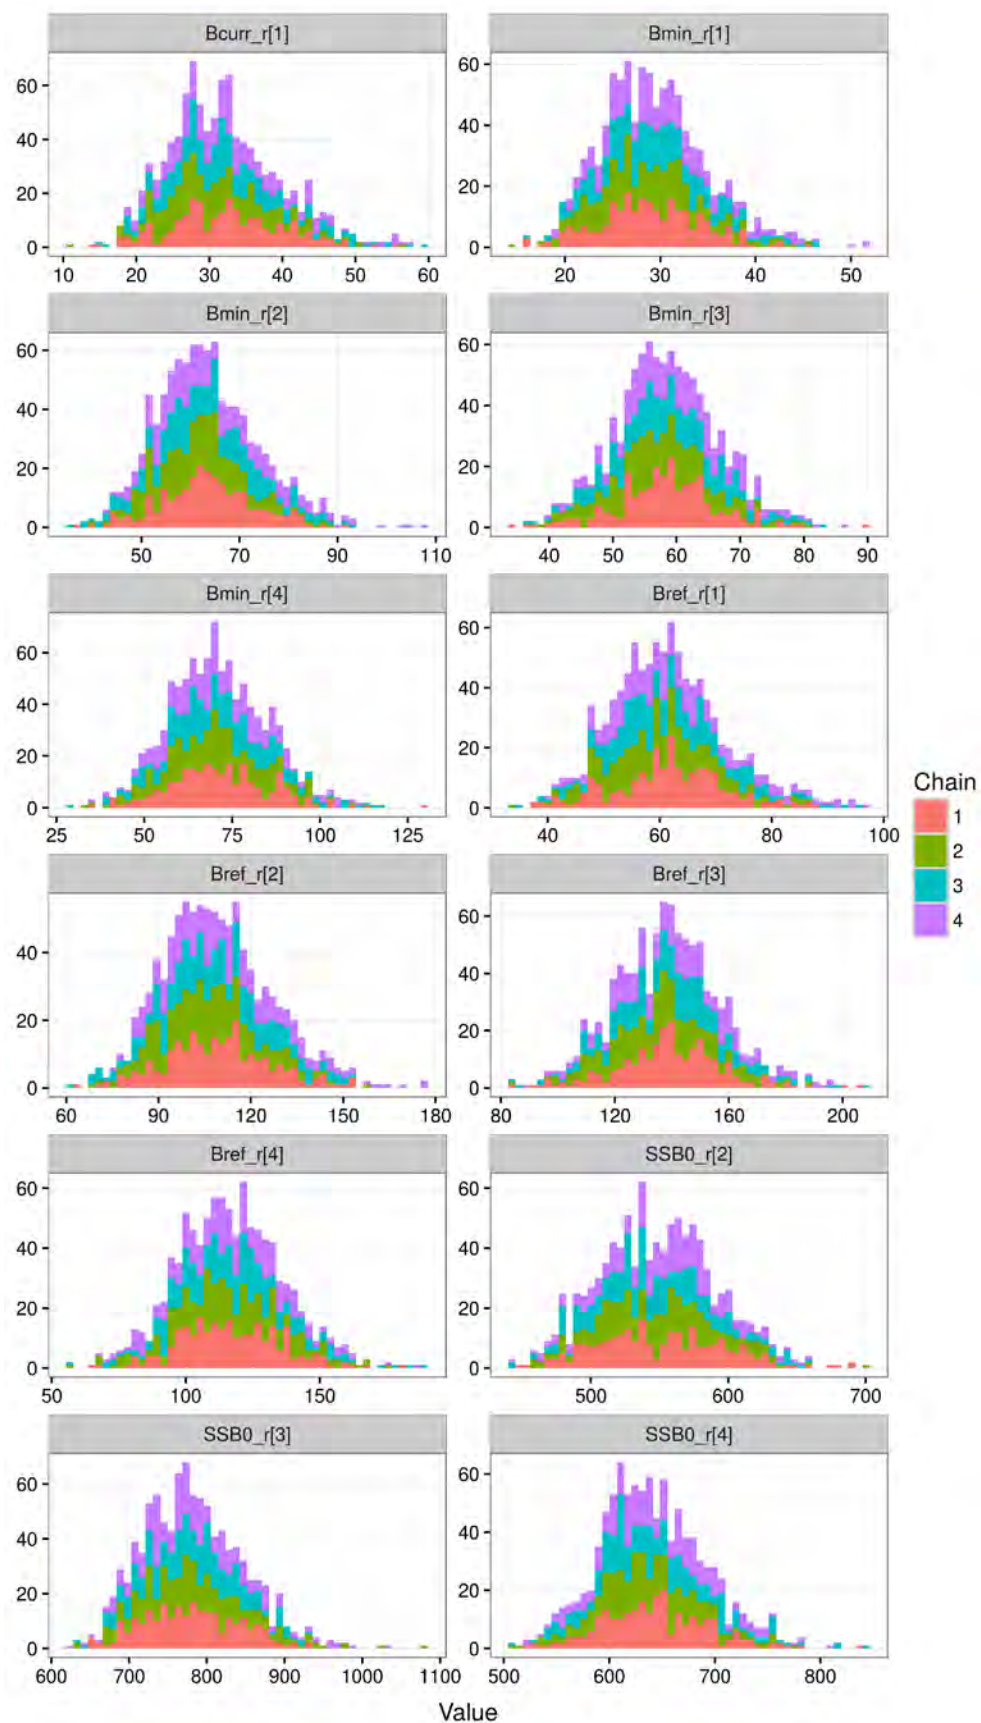 Bcurr_r[1] Bmin_r[1]
60
40
20
0
10 20 30 40 50 60
60
40
20
0
20 30 40 50
Bmin_r[2] Bmin_r[3]
60
40
20
0
50 70 90 110
60
40
20
0
40 50 60 70 80 90
Bmin_r[4] Bref_r[1]
60
40
20
0
25 50 75 100 125
60
40
20
0
40 60 80 100
Chain
1
2
3
4
Bref_r[2] Bref_r[3]
40
20
0
60 90 120 150 180
60
40
20
0
80 120 160 200
Bref_r[4] SSB0_r[2]
60
40
20
0
50 100 150
60
40
20
0
500 600 700
SSB0_r[3] SSB0_r[4]
60
40
20
0
600 700 800 900 1000 1100
60
40
20
0
500 600 700 800
Value